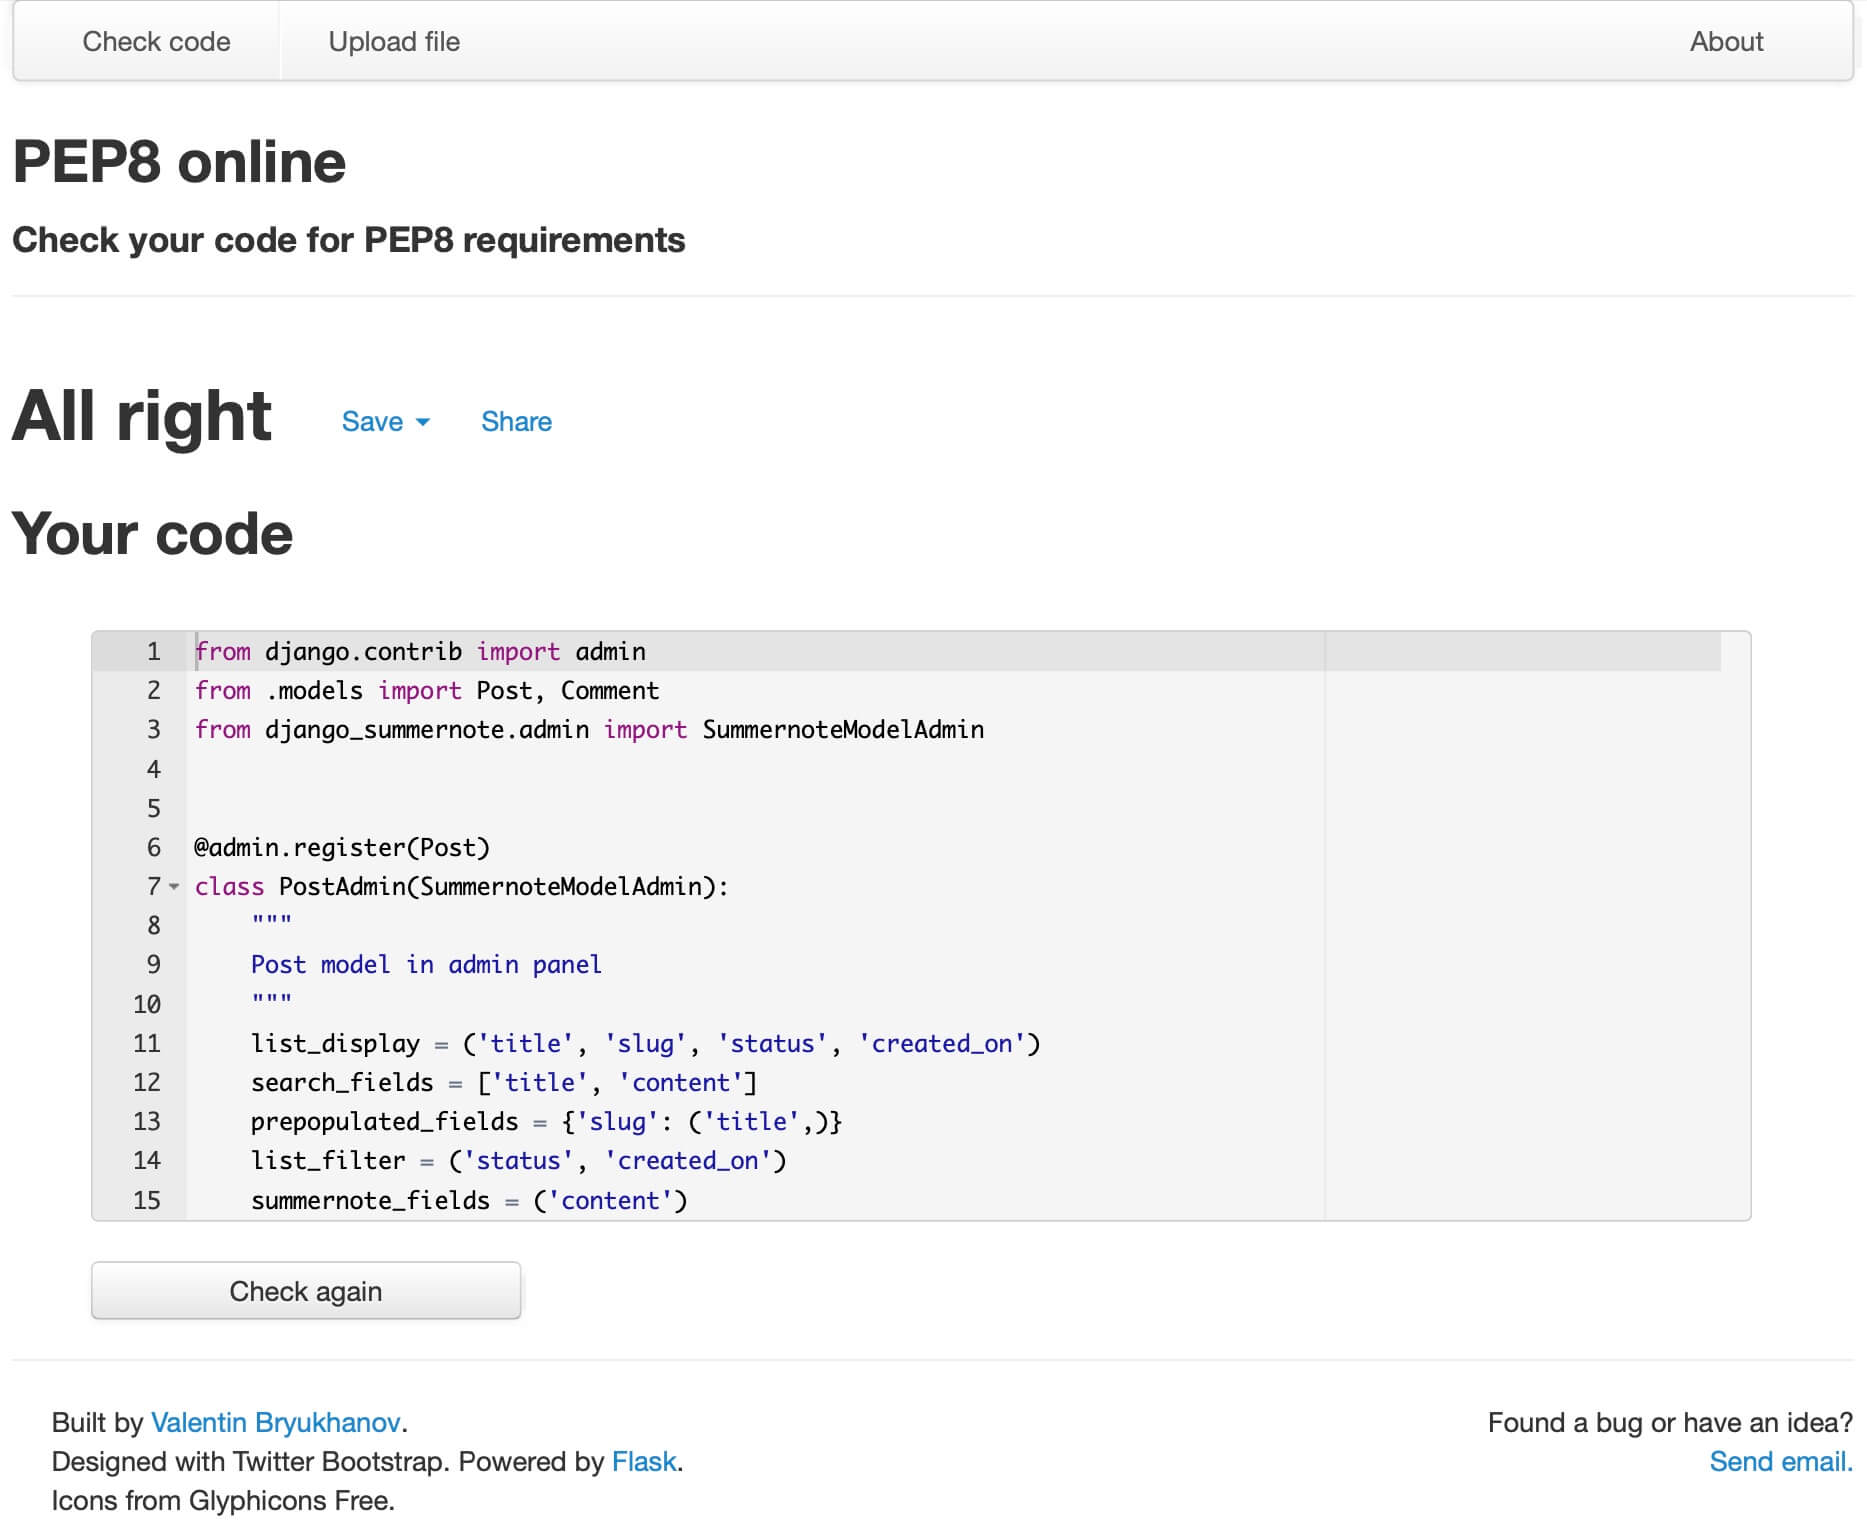 Check code Upload file About
PEP8 online
Check your code for PEP8 requirements
All right Save Share
Your code
1 from django.contrib import admin
2 from .models import Post, Comment
3 from django_summernote.admin import SummernoteModelAdmin
4
5
6 @admin.register(Post)
7 class PostAdmin(SummernoteModelAdmin):
8     """
9     Post model in admin panel
10     """
11     list_display = ('title', 'slug', 'status', 'created_on')
12     search_fields = ['title', 'content']
13     prepopulated_fields = {'slug': ('title',)}
14     list_filter = ('status', 'created_on')
15     summernote_fields = ('content')
Check again
Built by Valentin Bryukhanov. Found a bug or have an idea?
Designed with Twitter Bootstrap. Powered by Flask. Send email.
Icons from Glyphicons Free.